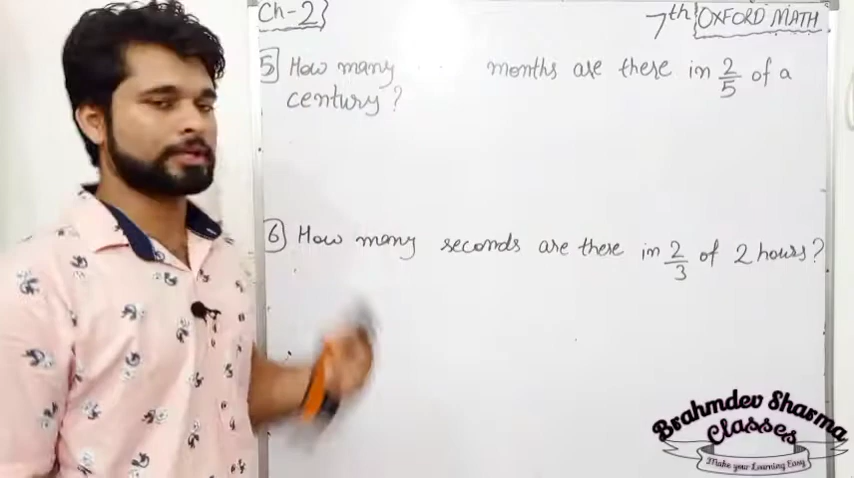 Ch-2}
7th OXFORD MATH
5 How many months are there in 2/5 of a
century?
6 How many seconds are there in 2/3 of 2 hours?
Brahmdev Sharma
Classes
Make your Learning Easy